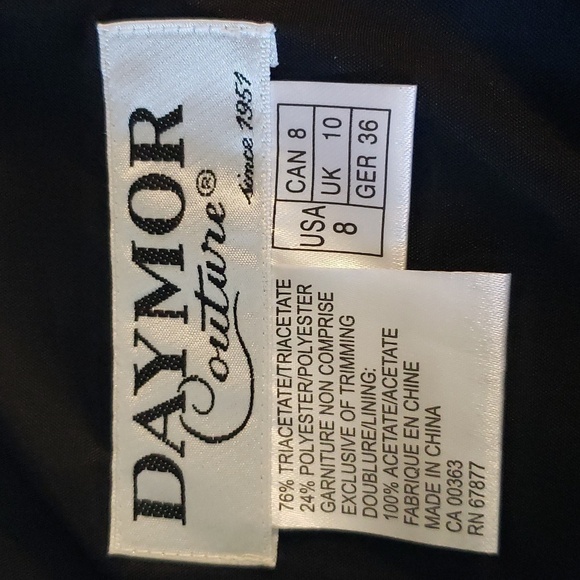 DAYMOR
Couture®
since 1951
USA
8
CAN 8
UK 10
GER 36
76% TRIACETATE/TRIACETATE
24% POLYESTER/POLYESTER
GARNITURE NON COMPRISE
EXCLUSIVE OF TRIMMING
DOUBLURE/LINING:
100% ACETATE/ACETATE
FABRIQUE EN CHINE
MADE IN CHINA
CA 00363
RN 67877